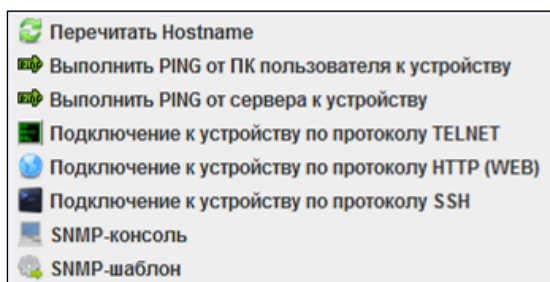 Перечитать Hostname
Выполнить PING от ПК пользователя к устройству
Выполнить PING от сервера к устройству
Подключение к устройству по протоколу TELNET
Подключение к устройству по протоколу HTTP (WEB)
Подключение к устройству по протоколу SSH
SNMP-консоль
SNMP-шаблон